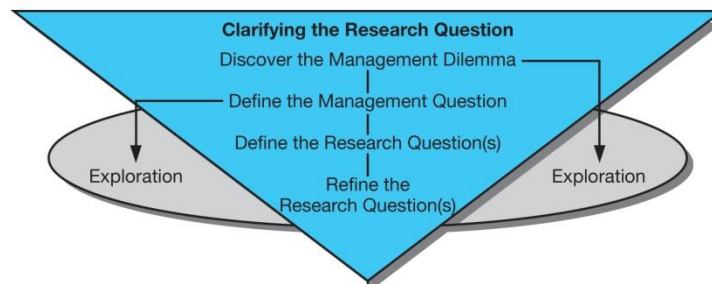 Clarifying the Research Question
Discover the Management Dilemma
Define the Management Question
Define the Research Question(s)
Exploration
Exploration
Refine the
Research Question(s)